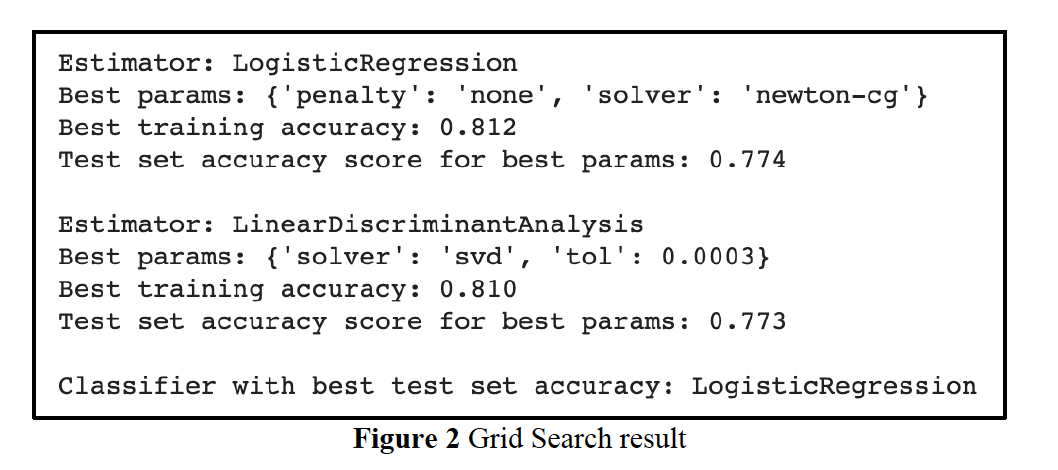 Estimator: LogisticRegression
Best params: {'penalty': 'none', 'solver': 'newton-cg'}
Best training accuracy: 0.812
Test set accuracy score for best params: 0.774
Estimator: LinearDiscriminantAnalysis
Best params: {'solver': 'svd', 'tol': 0.0003}
Best training accuracy: 0.810
Test set accuracy score for best params: 0.773
Classifier with best test set accuracy: LogisticRegression
Figure 2 Grid Search result